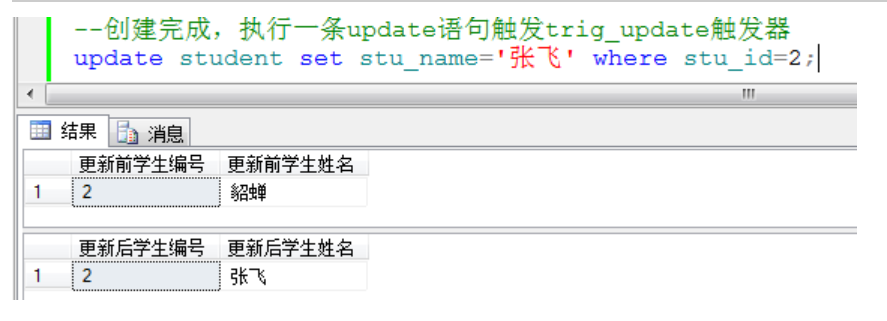 --创建完成，执行一条update语句触发trig_update触发器
update student set stu_name='张飞' where stu_id=2;
结果 消息
更新前学生编号 更新前学生姓名
1 2 貂蝉
更新后学生编号 更新后学生姓名
1 2 张飞